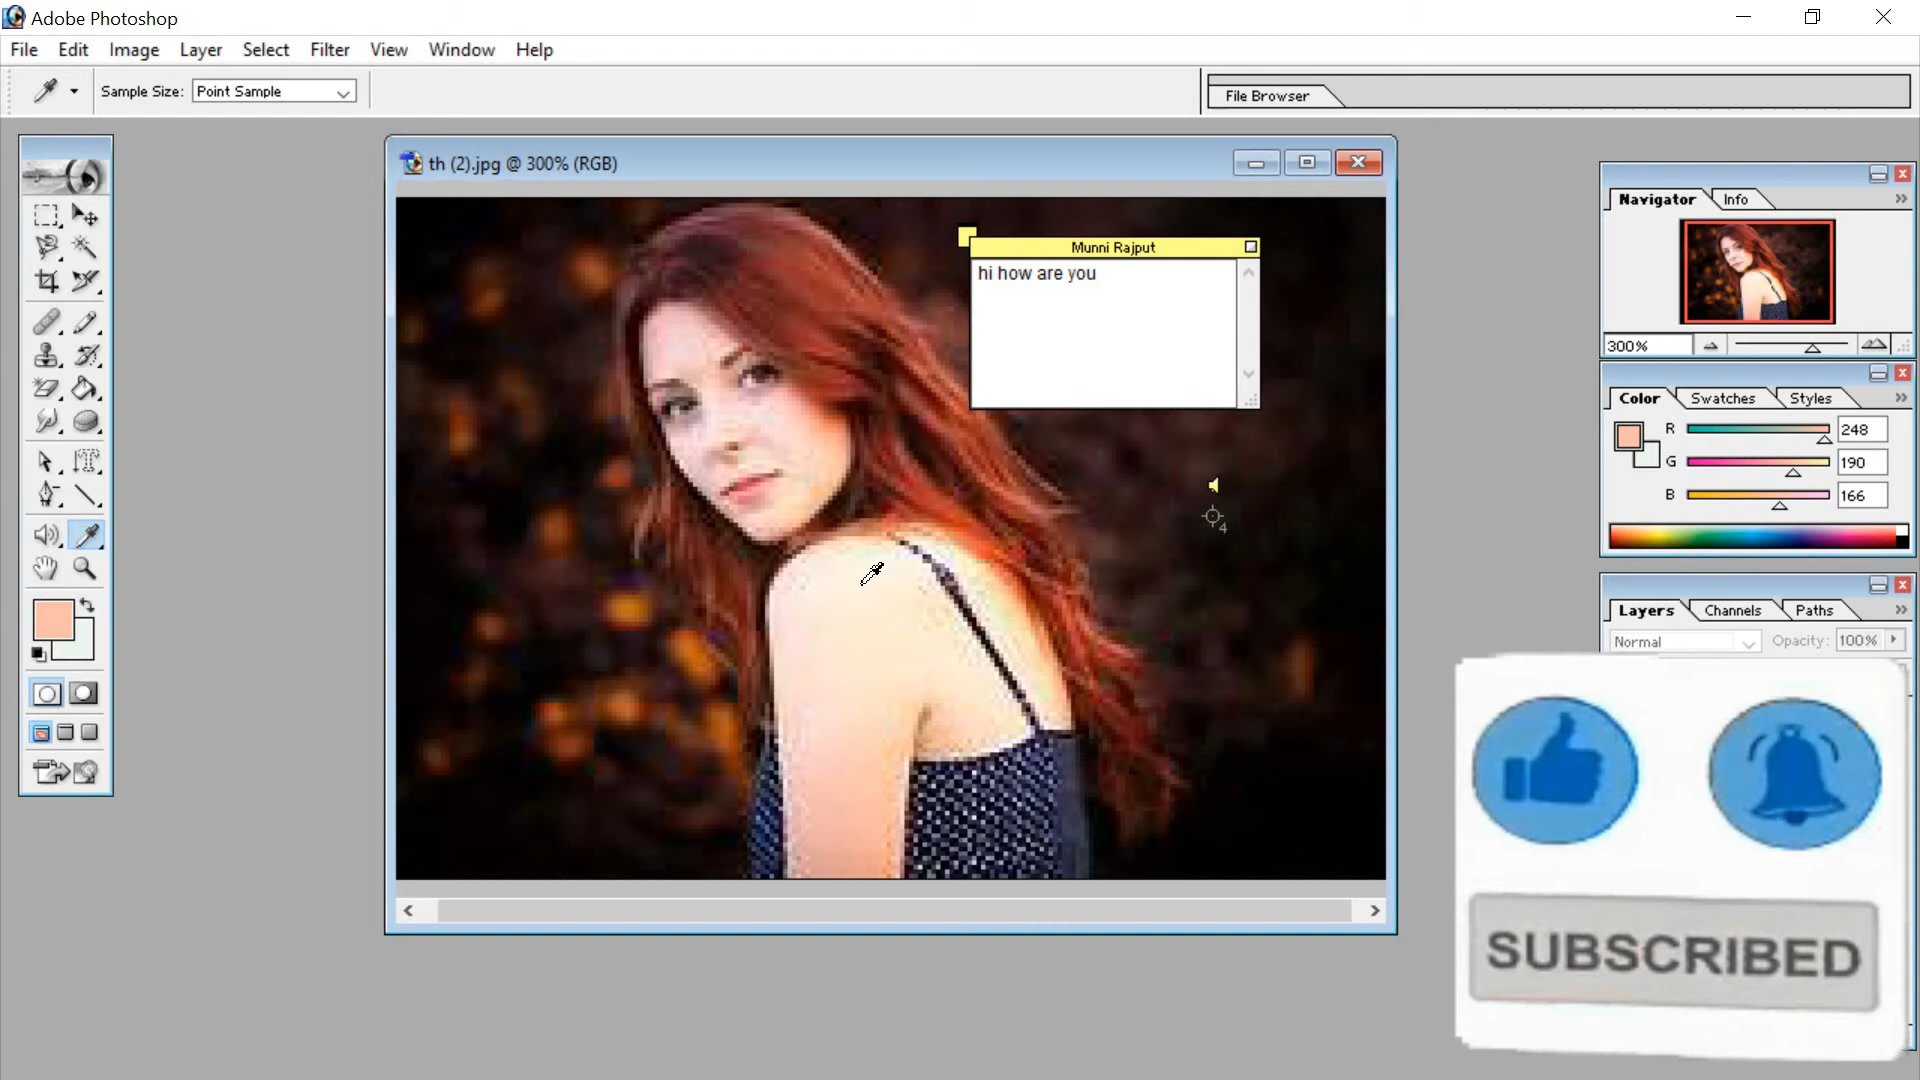 Adobe Photoshop
File Edit Image Layer Select Filter View Window Help
Sample Size: Point Sample
File Browser
th (2).jpg @ 300% (RGB)
Munni Rajput
hi how are you
4
Navigator Info
300%
Color Swatches Styles
R 248
G 190
B 166
Layers Channels Paths
Normal Opacity: 100%
SUBSCRIBED